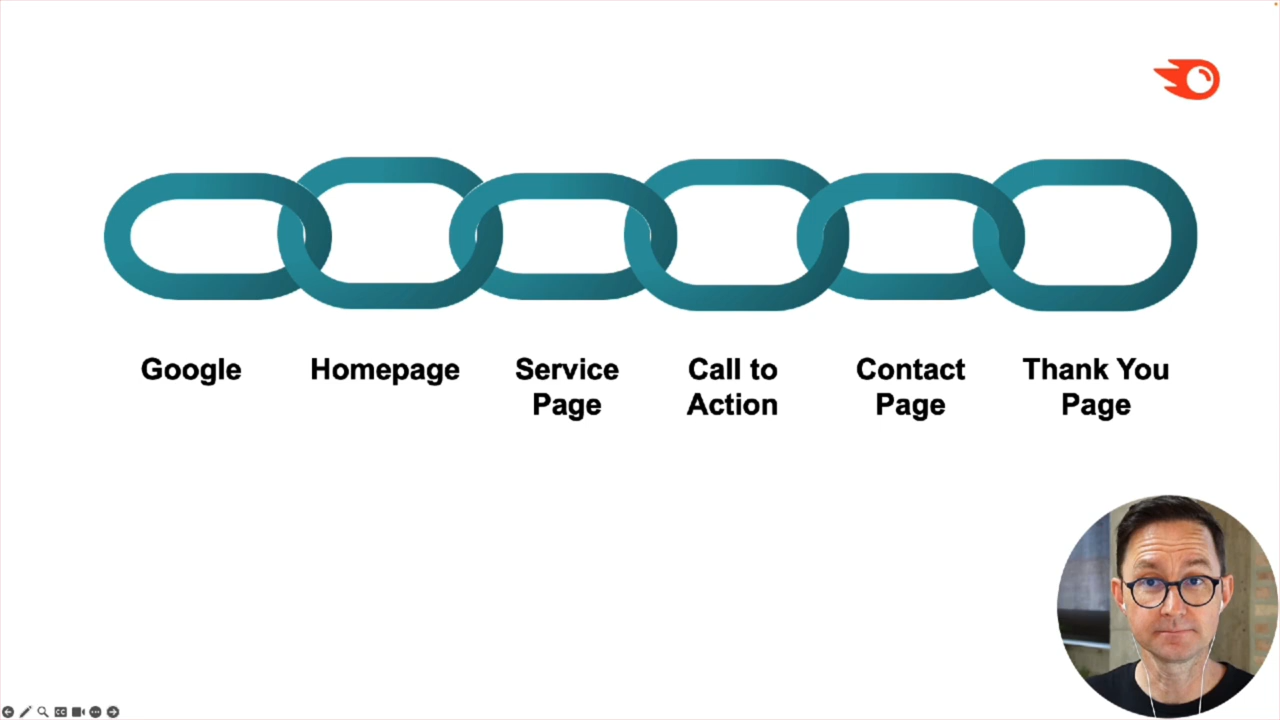 Google
Homepage
Service
Page
Call to
Action
Contact
Page
Thank You
Page